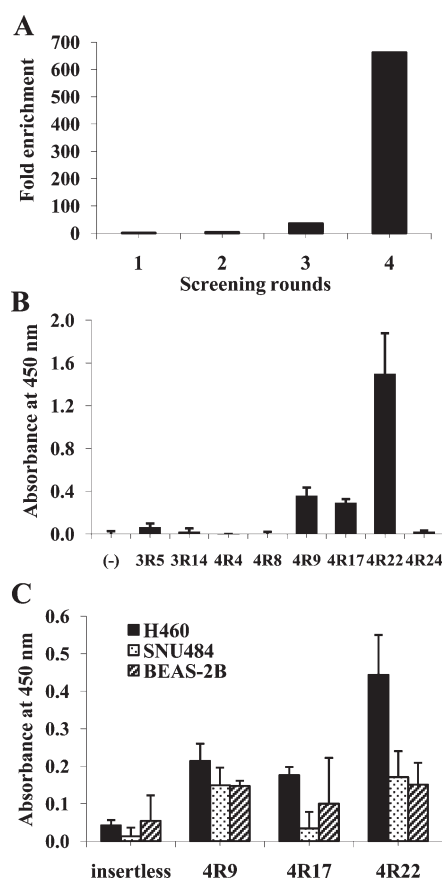 A
Fold enrichment
700
600
500
400
300
200
100
0
1 2 3 4
Screening rounds
B
Absorbance at 450 nm
2.0
1.6
1.2
0.8
0.4
0.0
(-) 3R5 3R14 4R4 4R8 4R9 4R17 4R22 4R24
C
Absorbance at 450 nm
0.6
0.5
0.4
0.3
0.2
0.1
0.0
H460
SNU484
BEAS-2B
insertless 4R9 4R17 4R22